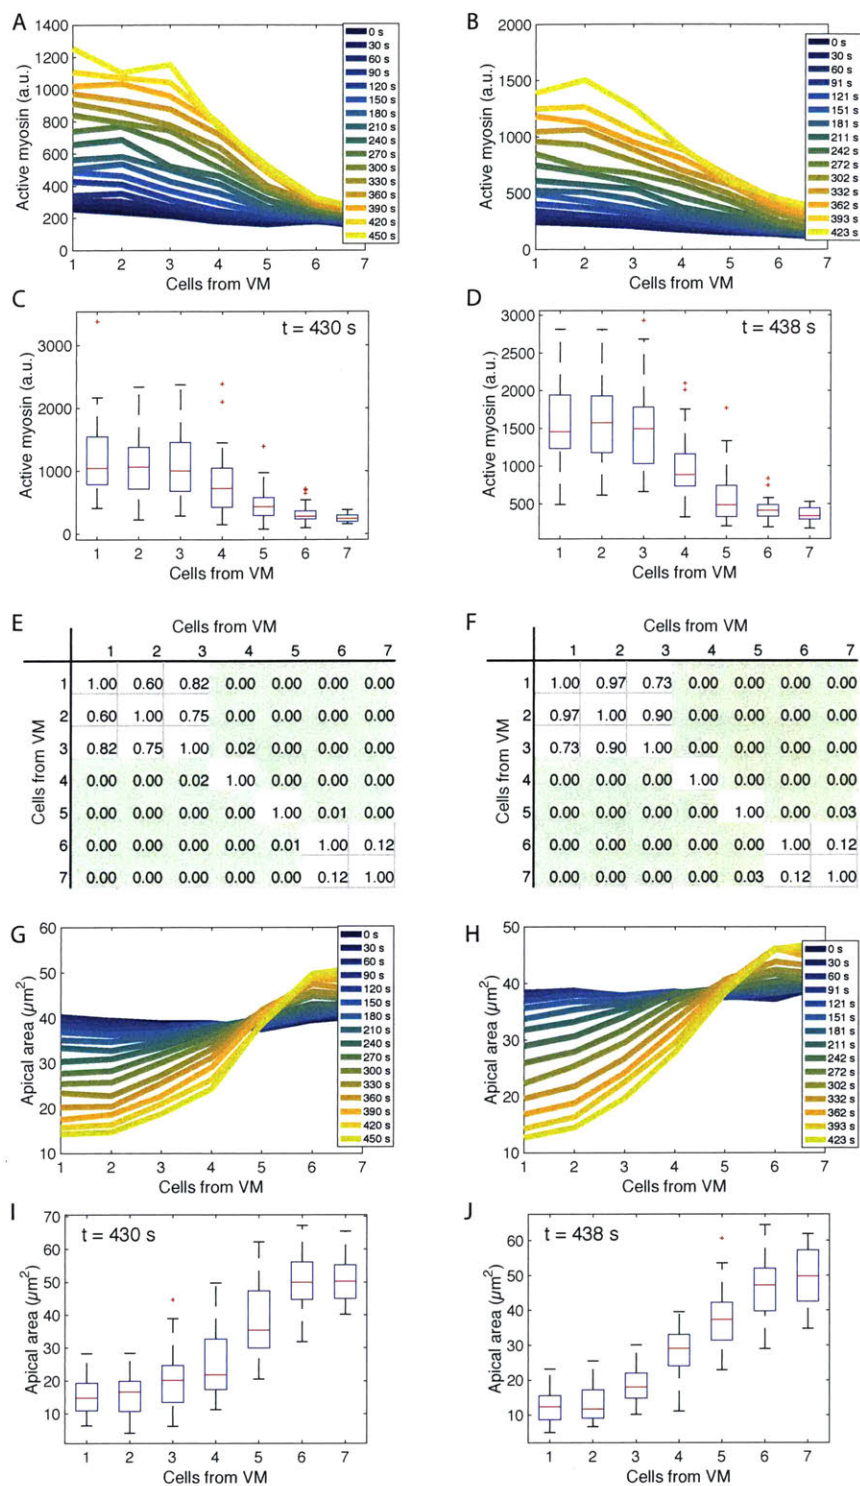 A
1400
1200
1000
800
600
400
200
0
Active myosin (a.u.)
1 2 3 4 5 6 7
Cells from VM
0 s
30 s
60 s
90 s
120 s
150 s
180 s
210 s
240 s
270 s
300 s
330 s
360 s
390 s
420 s
450 s
B
2000
1500
1000
500
0
Active myosin (a.u.)
1 2 3 4 5 6 7
Cells from VM
0 s
30 s
60 s
91 s
121 s
151 s
181 s
211 s
242 s
272 s
302 s
332 s
362 s
393 s
423 s
C
t = 430 s
3000
2000
1000
0
Active myosin (a.u.)
1 2 3 4 5 6 7
Cells from VM
D
t = 438 s
3000
2500
2000
1500
1000
500
Active myosin (a.u.)
1 2 3 4 5 6 7
Cells from VM
E
Cells from VM
1 2 3 4 5 6 7
Cells from VM
1 1.00 0.60 0.82 0.00 0.00 0.00 0.00
2 0.60 1.00 0.75 0.00 0.00 0.00 0.00
3 0.82 0.75 1.00 0.02 0.00 0.00 0.00
4 0.00 0.00 0.02 1.00 0.00 0.00 0.00
5 0.00 0.00 0.00 0.00 1.00 0.01 0.00
6 0.00 0.00 0.00 0.00 0.01 1.00 0.12
7 0.00 0.00 0.00 0.00 0.00 0.12 1.00
F
Cells from VM
1 2 3 4 5 6 7
Cells from VM
1 1.00 0.97 0.73 0.00 0.00 0.00 0.00
2 0.97 1.00 0.90 0.00 0.00 0.00 0.00
3 0.73 0.90 1.00 0.00 0.00 0.00 0.00
4 0.00 0.00 0.00 1.00 0.00 0.00 0.00
5 0.00 0.00 0.00 0.00 1.00 0.00 0.03
6 0.00 0.00 0.00 0.00 0.00 1.00 0.12
7 0.00 0.00 0.00 0.00 0.03 0.12 1.00
G
60
50
40
30
20
10
Apical area (µm²)
1 2 3 4 5 6 7
Cells from VM
0 s
30 s
60 s
90 s
120 s
150 s
180 s
210 s
240 s
270 s
300 s
330 s
360 s
390 s
420 s
450 s
H
50
40
30
20
10
Apical area (µm²)
1 2 3 4 5 6 7
Cells from VM
0 s
30 s
60 s
91 s
121 s
151 s
181 s
211 s
242 s
272 s
302 s
332 s
362 s
393 s
423 s
I
t = 430 s
70
60
50
40
30
20
10
Apical area (µm²)
1 2 3 4 5 6 7
Cells from VM
J
t = 438 s
60
50
40
30
20
10
Apical area (µm²)
1 2 3 4 5 6 7
Cells from VM